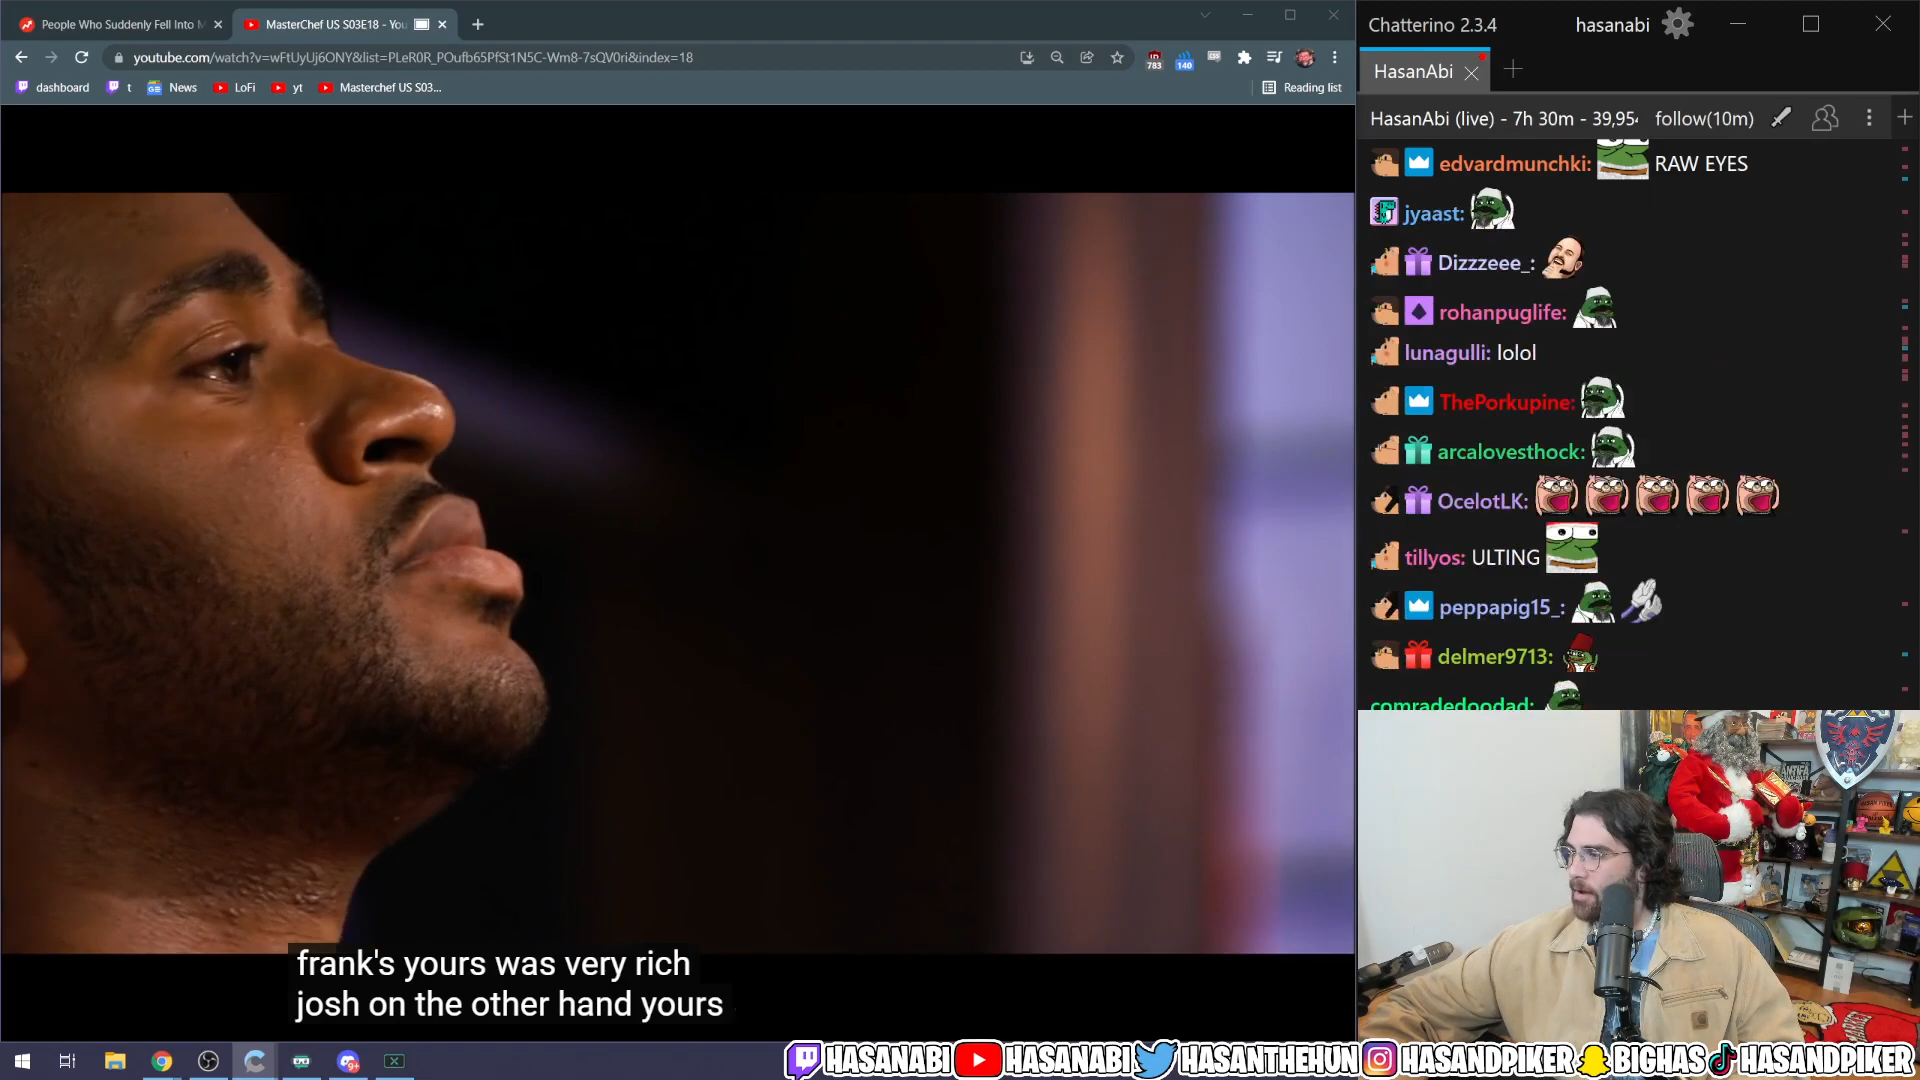 People Who Suddenly Fell Into M
MasterChef US S03E18 - You
youtube.com/watch?v=wFtUyUj6ONY&list=PLeR0R_POufb65PfSt1N5C-Wm8-7sQV0ri&index=18
783
140
dashboard
t
News
LoFi
yt
Masterchef US S03...
Reading list
Chatterino 2.3.4
hasanabi
HasanAbi
HasanAbi (live) - 7h 30m - 39,954
follow(10m)
edvardmunchki: RAW EYES
jyaast:
Dizzzeee_:
rohanpuglife:
lunagulli: lolol
ThePorkupine:
arcalovesthock:
OcelotLK:
tillyos: ULTING
peppapig15_:
delmer9713:
comradedoodad:
frank's yours was very rich
josh on the other hand yours
HASANABI
HASANABI
HASANTHEHUN
HASANDPIKER
BIGHAS
HASANDPIKER